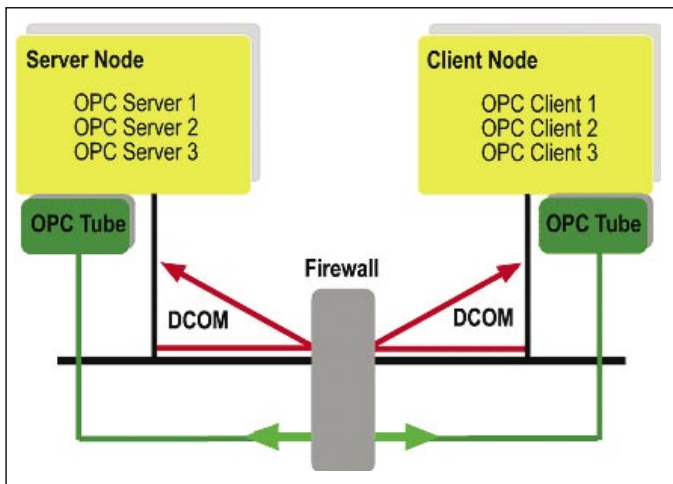 Server Node
OPC Server 1
OPC Server 2
OPC Server 3
Client Node
OPC Client 1
OPC Client 2
OPC Client 3
OPC Tube
OPC Tube
Firewall
DCOM
DCOM